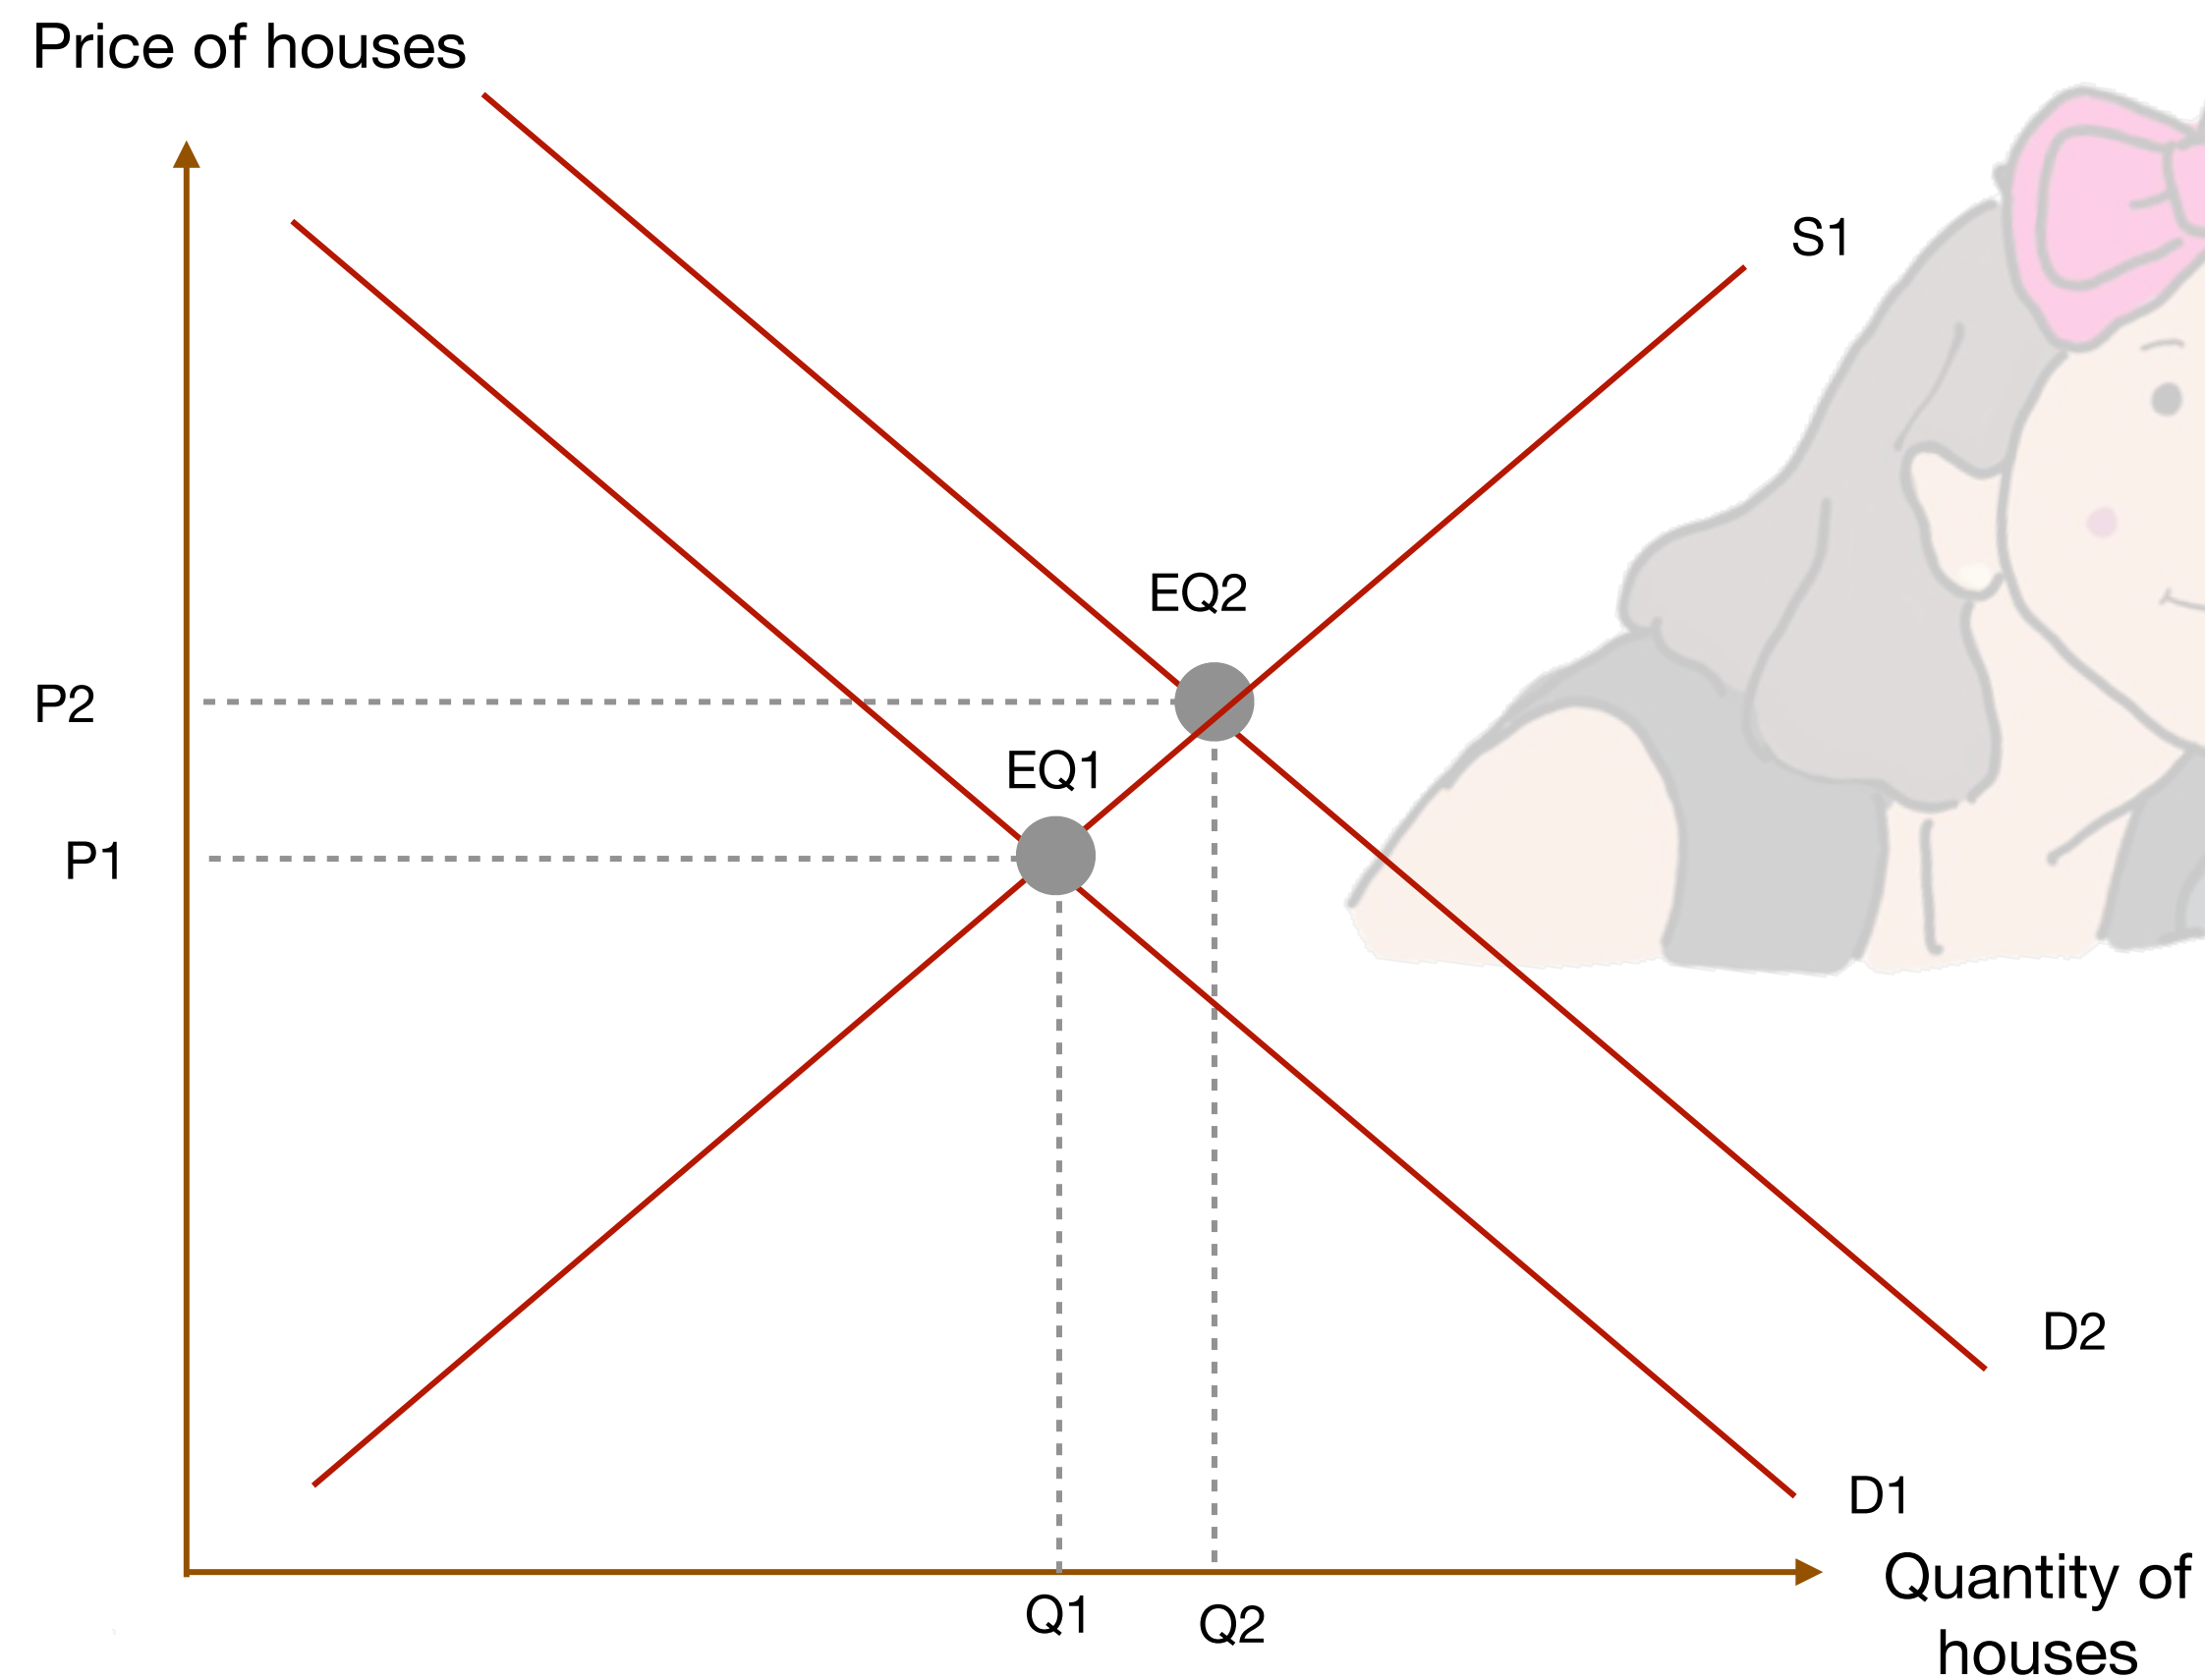 Price of houses
S1
EQ2
P2
EQ1
P1
D2
D1
Quantity of
houses
Q1
Q2